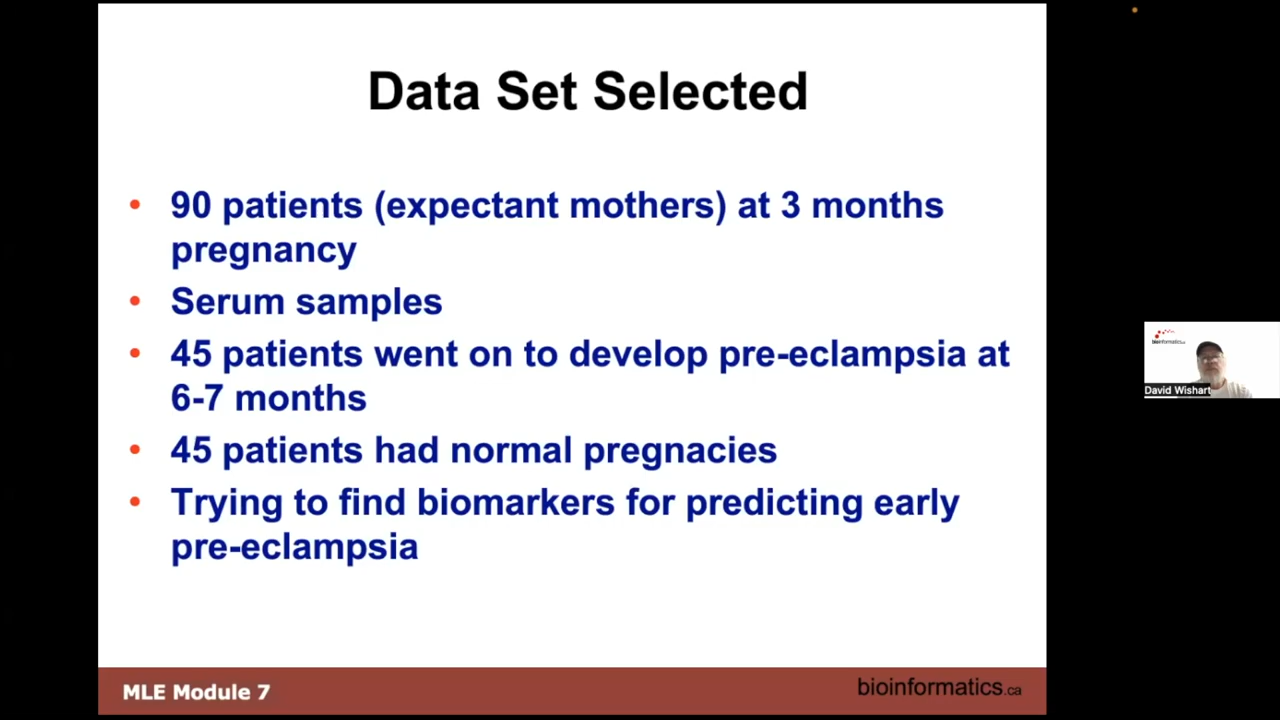 Data Set Selected
• 90 patients (expectant mothers) at 3 months
pregnancy
• Serum samples
• 45 patients went on to develop pre-eclampsia at
6-7 months
• 45 patients had normal pregnacies
• Trying to find biomarkers for predicting early
pre-eclampsia
bioinformatics.ca
David Wishart
MLE Module 7
bioinformatics.ca